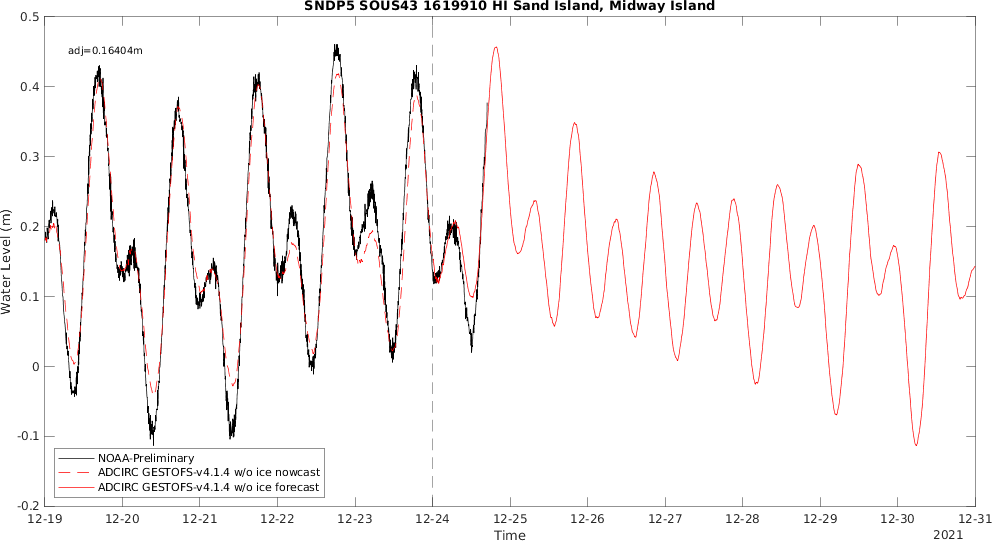 SNDP5 SOUS43 1619910 HI Sand Island, Midway Island
adj=0.16404m
0.5
0.4
0.3
0.2
0.1
0
-0.1
-0.2
Water Level (m)
NOAA-Preliminary
ADCIRC GESTOFS-v4.1.4 w/o ice nowcast
ADCIRC GESTOFS-v4.1.4 w/o ice forecast
12-19 12-20 12-21 12-22 12-23 12-24 12-25 12-26 12-27 12-28 12-29 12-30 12-31
Time
2021